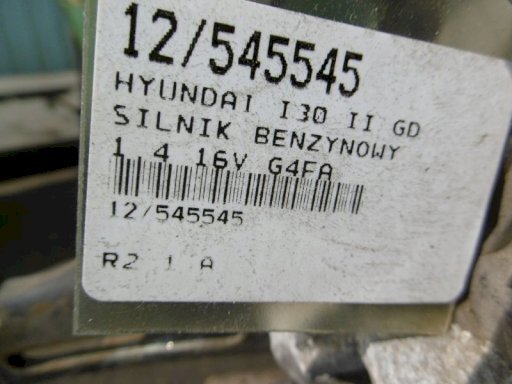 12/545545
HYUNDAI I30 II GD
SILNIK BENZYNOWY
1 4 16V G4FA
12/545545
R2 1 A